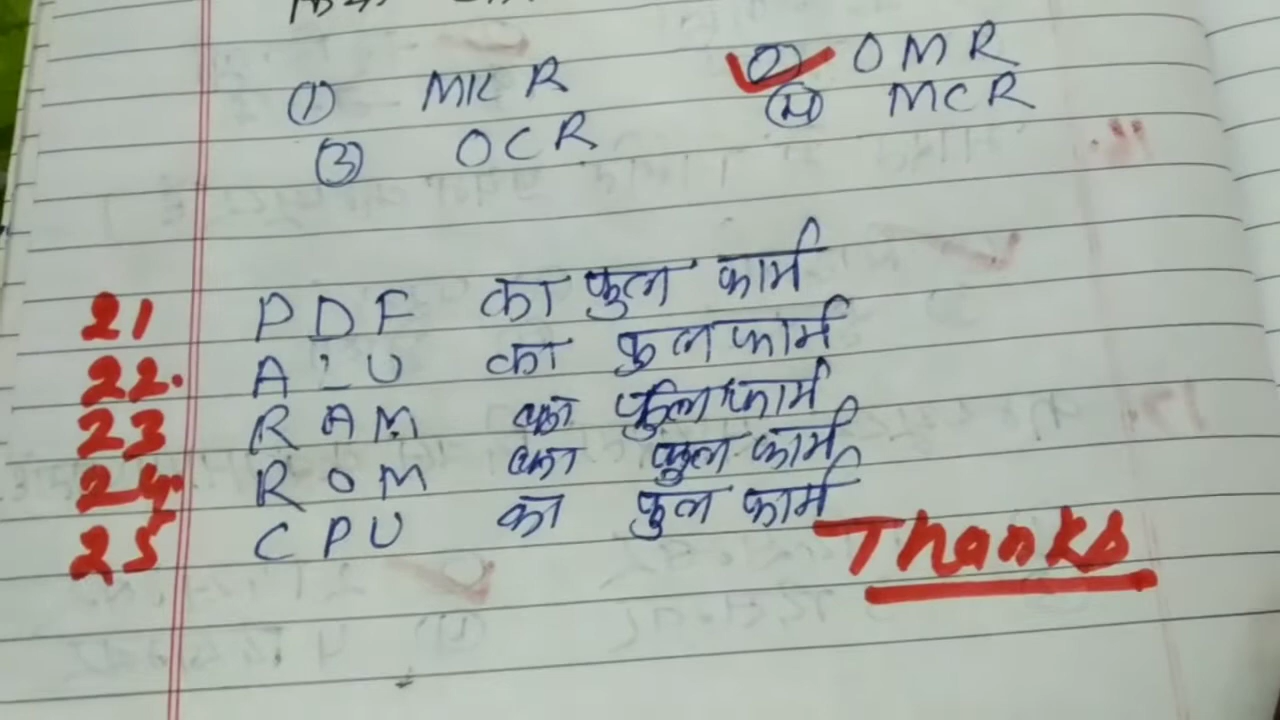 ① MICR ② OMR
③ OCR ④ MCR
21 PDF का फुल फार्म
22. ALU का फुल फार्म
23 RAM का फुल फार्म
24. ROM का फुल फार्म
25 CPU का फुल फार्म
Thanks